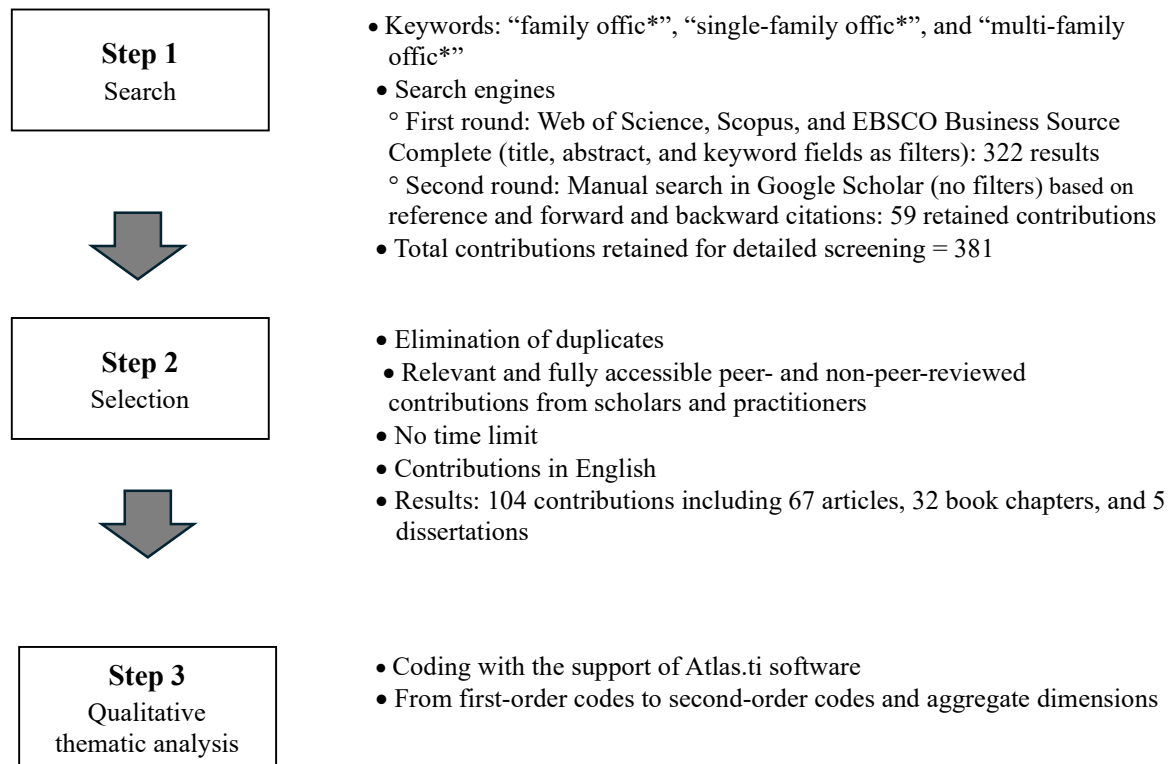 Step 1
Search
• Keywords: “family offic*”, “single-family offic*”, and “multi-family
offic*”
• Search engines
° First round: Web of Science, Scopus, and EBSCO Business Source
Complete (title, abstract, and keyword fields as filters): 322 results
° Second round: Manual search in Google Scholar (no filters) based on
reference and forward and backward citations: 59 retained contributions
• Total contributions retained for detailed screening = 381
Step 2
Selection
• Elimination of duplicates
• Relevant and fully accessible peer- and non-peer-reviewed
contributions from scholars and practitioners
• No time limit
• Contributions in English
• Results: 104 contributions including 67 articles, 32 book chapters, and 5
dissertations
Step 3
Qualitative
thematic analysis
• Coding with the support of Atlas.ti software
• From first-order codes to second-order codes and aggregate dimensions